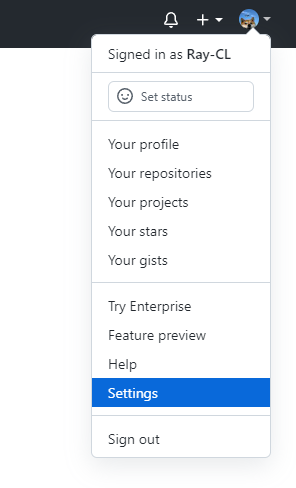 Signed in as Ray-CL
Set status
Your profile
Your repositories
Your projects
Your stars
Your gists
Try Enterprise
Feature preview
Help
Settings
Sign out